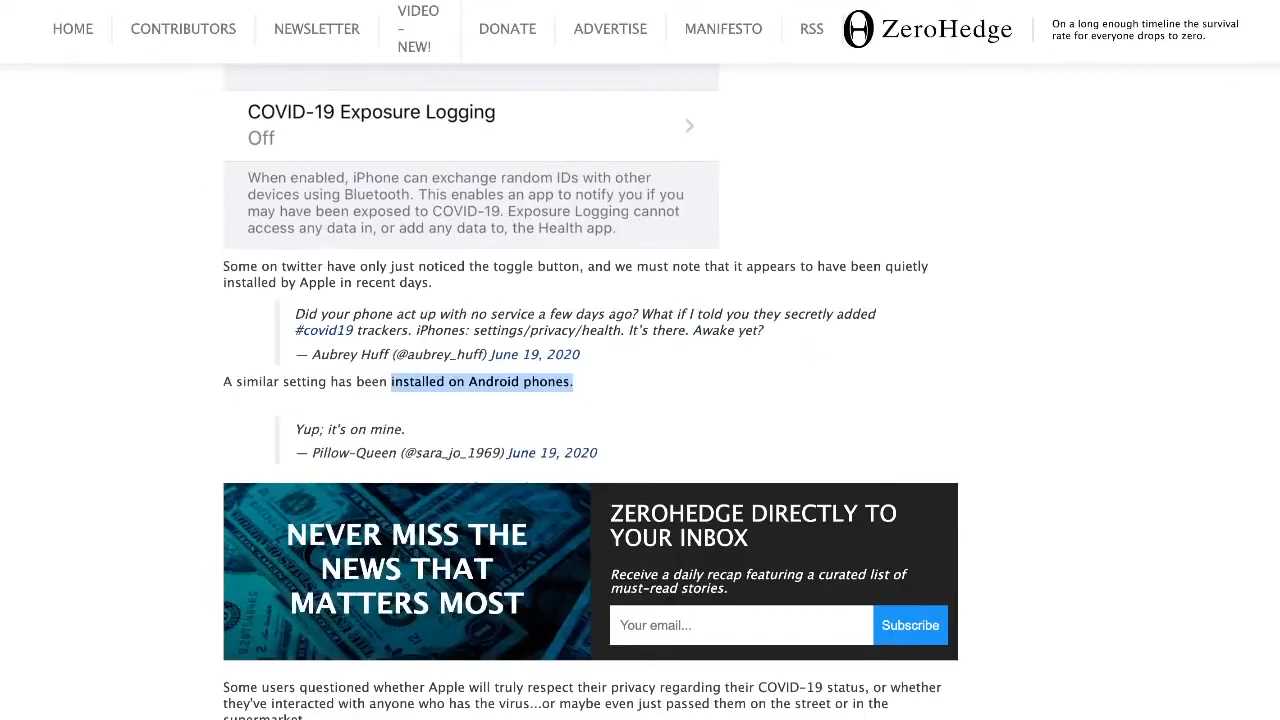 HOME
CONTRIBUTORS
NEWSLETTER
VIDEO
-
NEW!
DONATE
ADVERTISE
MANIFESTO
RSS
ZeroHedge
On a long enough timeline the survival
rate for everyone drops to zero.
COVID-19 Exposure Logging
Off
When enabled, iPhone can exchange random IDs with other
devices using Bluetooth. This enables an app to notify you if you
may have been exposed to COVID-19. Exposure Logging cannot
access any data in, or add any data to, the Health app.
Some on twitter have only just noticed the toggle button, and we must note that it appears to have been quietly
installed by Apple in recent days.
Did your phone act up with no service a few days ago? What if I told you they secretly added
#covid19 trackers. iPhones: settings/privacy/health. It's there. Awake yet?
— Aubrey Huff (@aubrey_huff) June 19, 2020
A similar setting has been installed on Android phones.
Yup; it's on mine.
— Pillow-Queen (@sara_jo_1969) June 19, 2020
NEVER MISS THE
NEWS THAT
MATTERS MOST
ZEROHEDGE DIRECTLY TO
YOUR INBOX
Receive a daily recap featuring a curated list of
must-read stories.
Your email...
Subscribe
Some users questioned whether Apple will truly respect their privacy regarding their COVID-19 status, or whether
they've interacted with anyone who has the virus...or maybe even just passed them on the street or in the
supermarket.